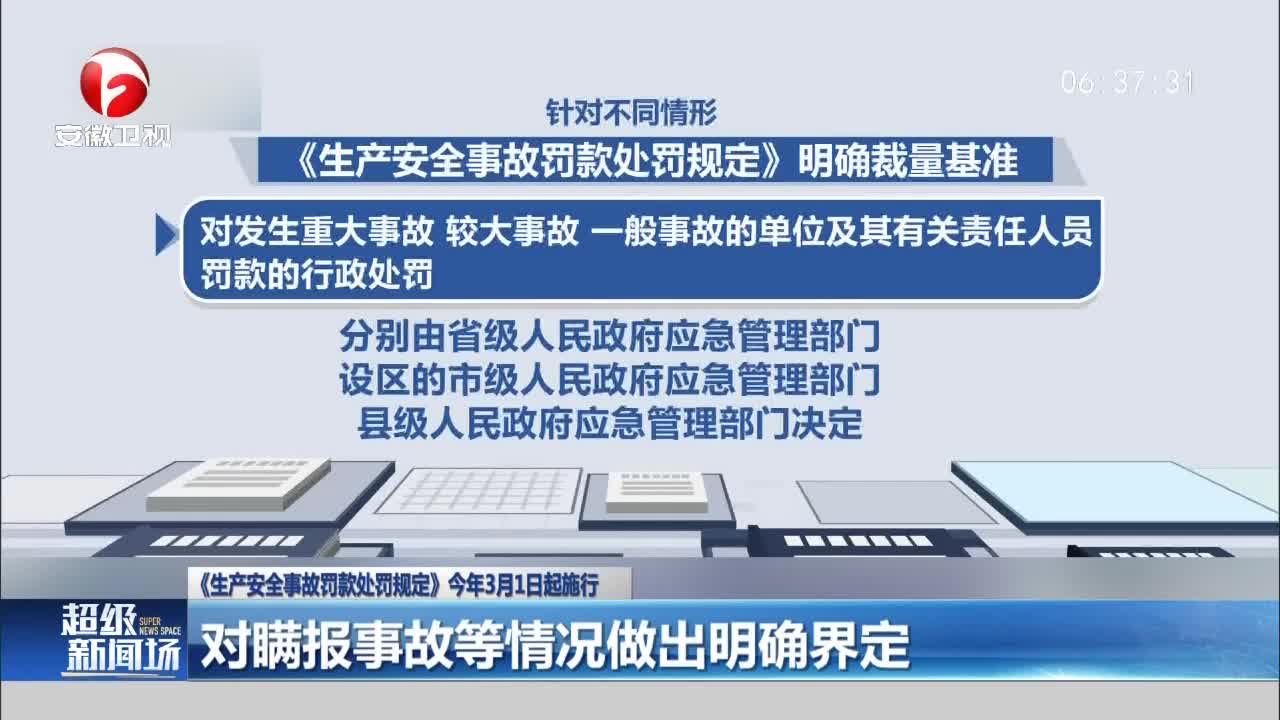 安徽卫视
06:37:31
针对不同情形
《生产安全事故罚款处罚规定》明确裁量基准
对发生重大事故 较大事故 一般事故的单位及其有关责任人员
罚款的行政处罚
分别由省级人民政府应急管理部门
设区的市级人民政府应急管理部门
县级人民政府应急管理部门决定
《生产安全事故罚款处罚规定》今年3月1日起施行
超级
SUPER
NEWS SPACE
新闻场
对瞒报事故等情况做出明确界定